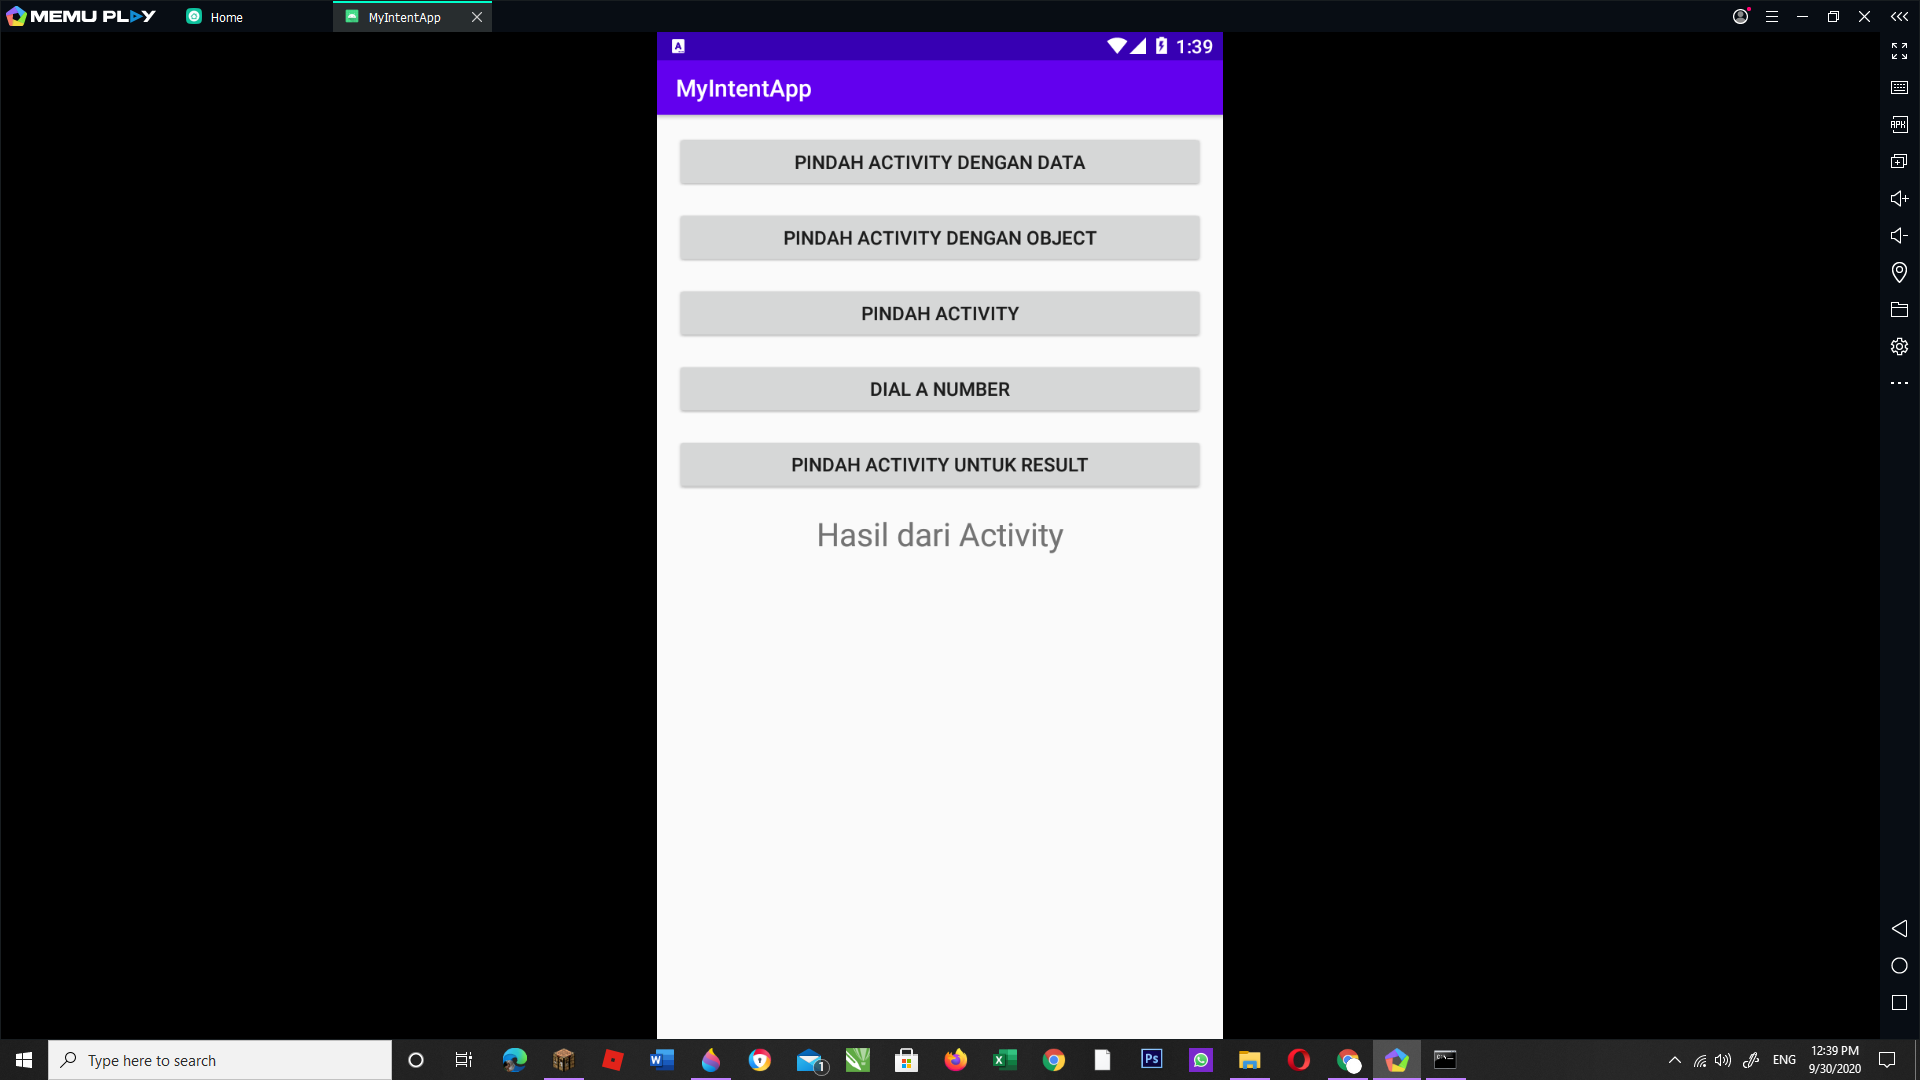 MEMU PLAY
Home
MyIntentApp
A
1:39
MyIntentApp
PINDAH ACTIVITY DENGAN DATA
PINDAH ACTIVITY DENGAN OBJECT
PINDAH ACTIVITY
DIAL A NUMBER
PINDAH ACTIVITY UNTUK RESULT
Hasil dari Activity
APK
Type here to search
W
1
X
Ps
ENG
12:39 PM
9/30/2020